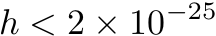 h < 2 × 10⁻²⁵